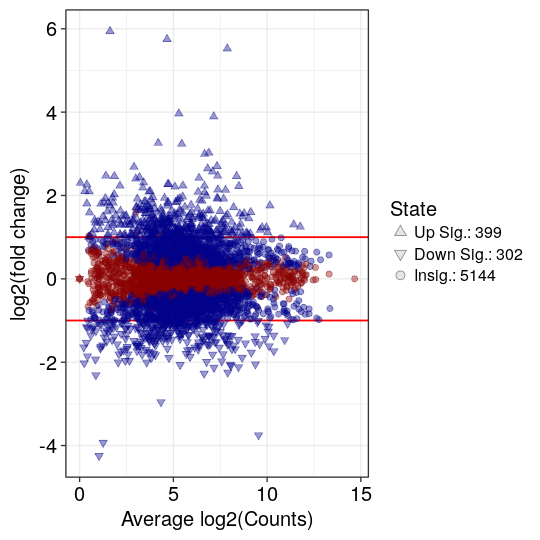 6
4
2
0
-2
-4
log2(fold change)
0
5
10
15
Average log2(Counts)
State
Up Sig.: 399
Down Sig.: 302
Insig.: 5144